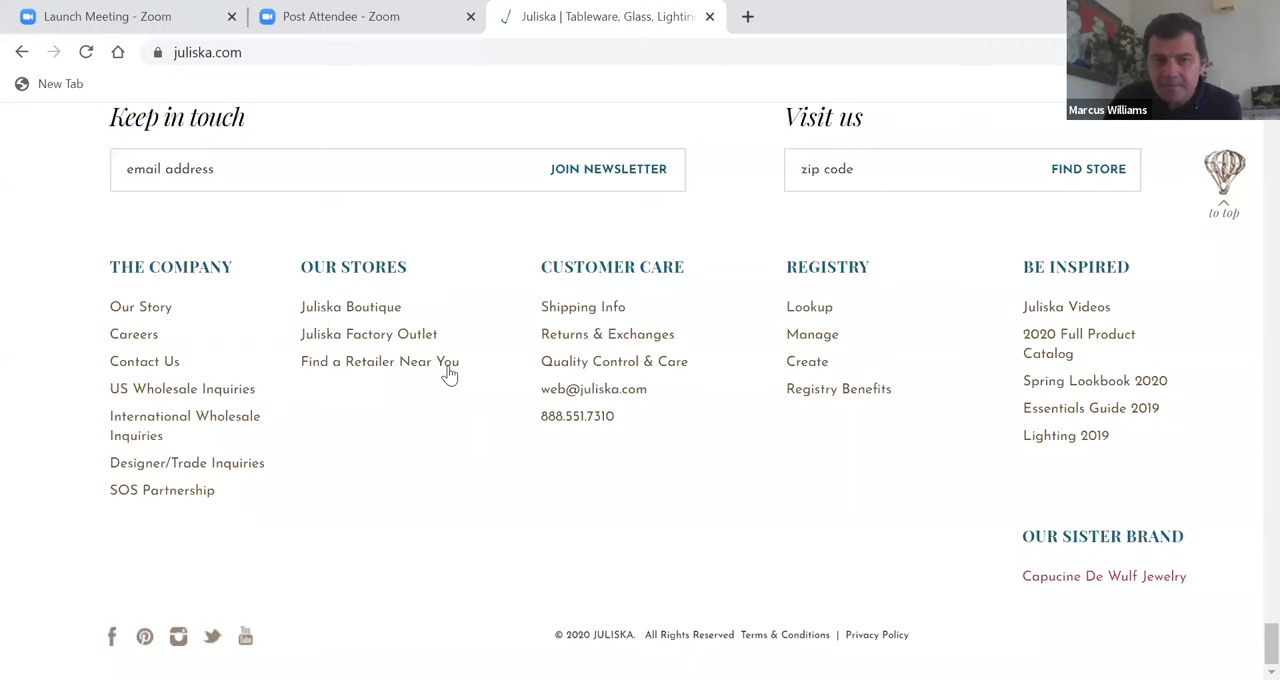 Launch Meeting - Zoom
Post Attendee - Zoom
Juliska | Tableware, Glass, Lightin
juliska.com
New Tab
Marcus Williams
Keep in touch
Visit us
email address
JOIN NEWSLETTER
zip code
FIND STORE
to top
THE COMPANY
Our Story
Careers
Contact Us
US Wholesale Inquiries
International Wholesale
Inquiries
Designer/Trade Inquiries
SOS Partnership
OUR STORES
Juliska Boutique
Juliska Factory Outlet
Find a Retailer Near You
CUSTOMER CARE
Shipping Info
Returns & Exchanges
Quality Control & Care
web@juliska.com
888.551.7310
REGISTRY
Lookup
Manage
Create
Registry Benefits
BE INSPIRED
Juliska Videos
2020 Full Product
Catalog
Spring Lookbook 2020
Essentials Guide 2019
Lighting 2019
OUR SISTER BRAND
Capucine De Wulf Jewelry
You
Tube
© 2020 JULISKA. All Rights Reserved Terms & Conditions | Privacy Policy